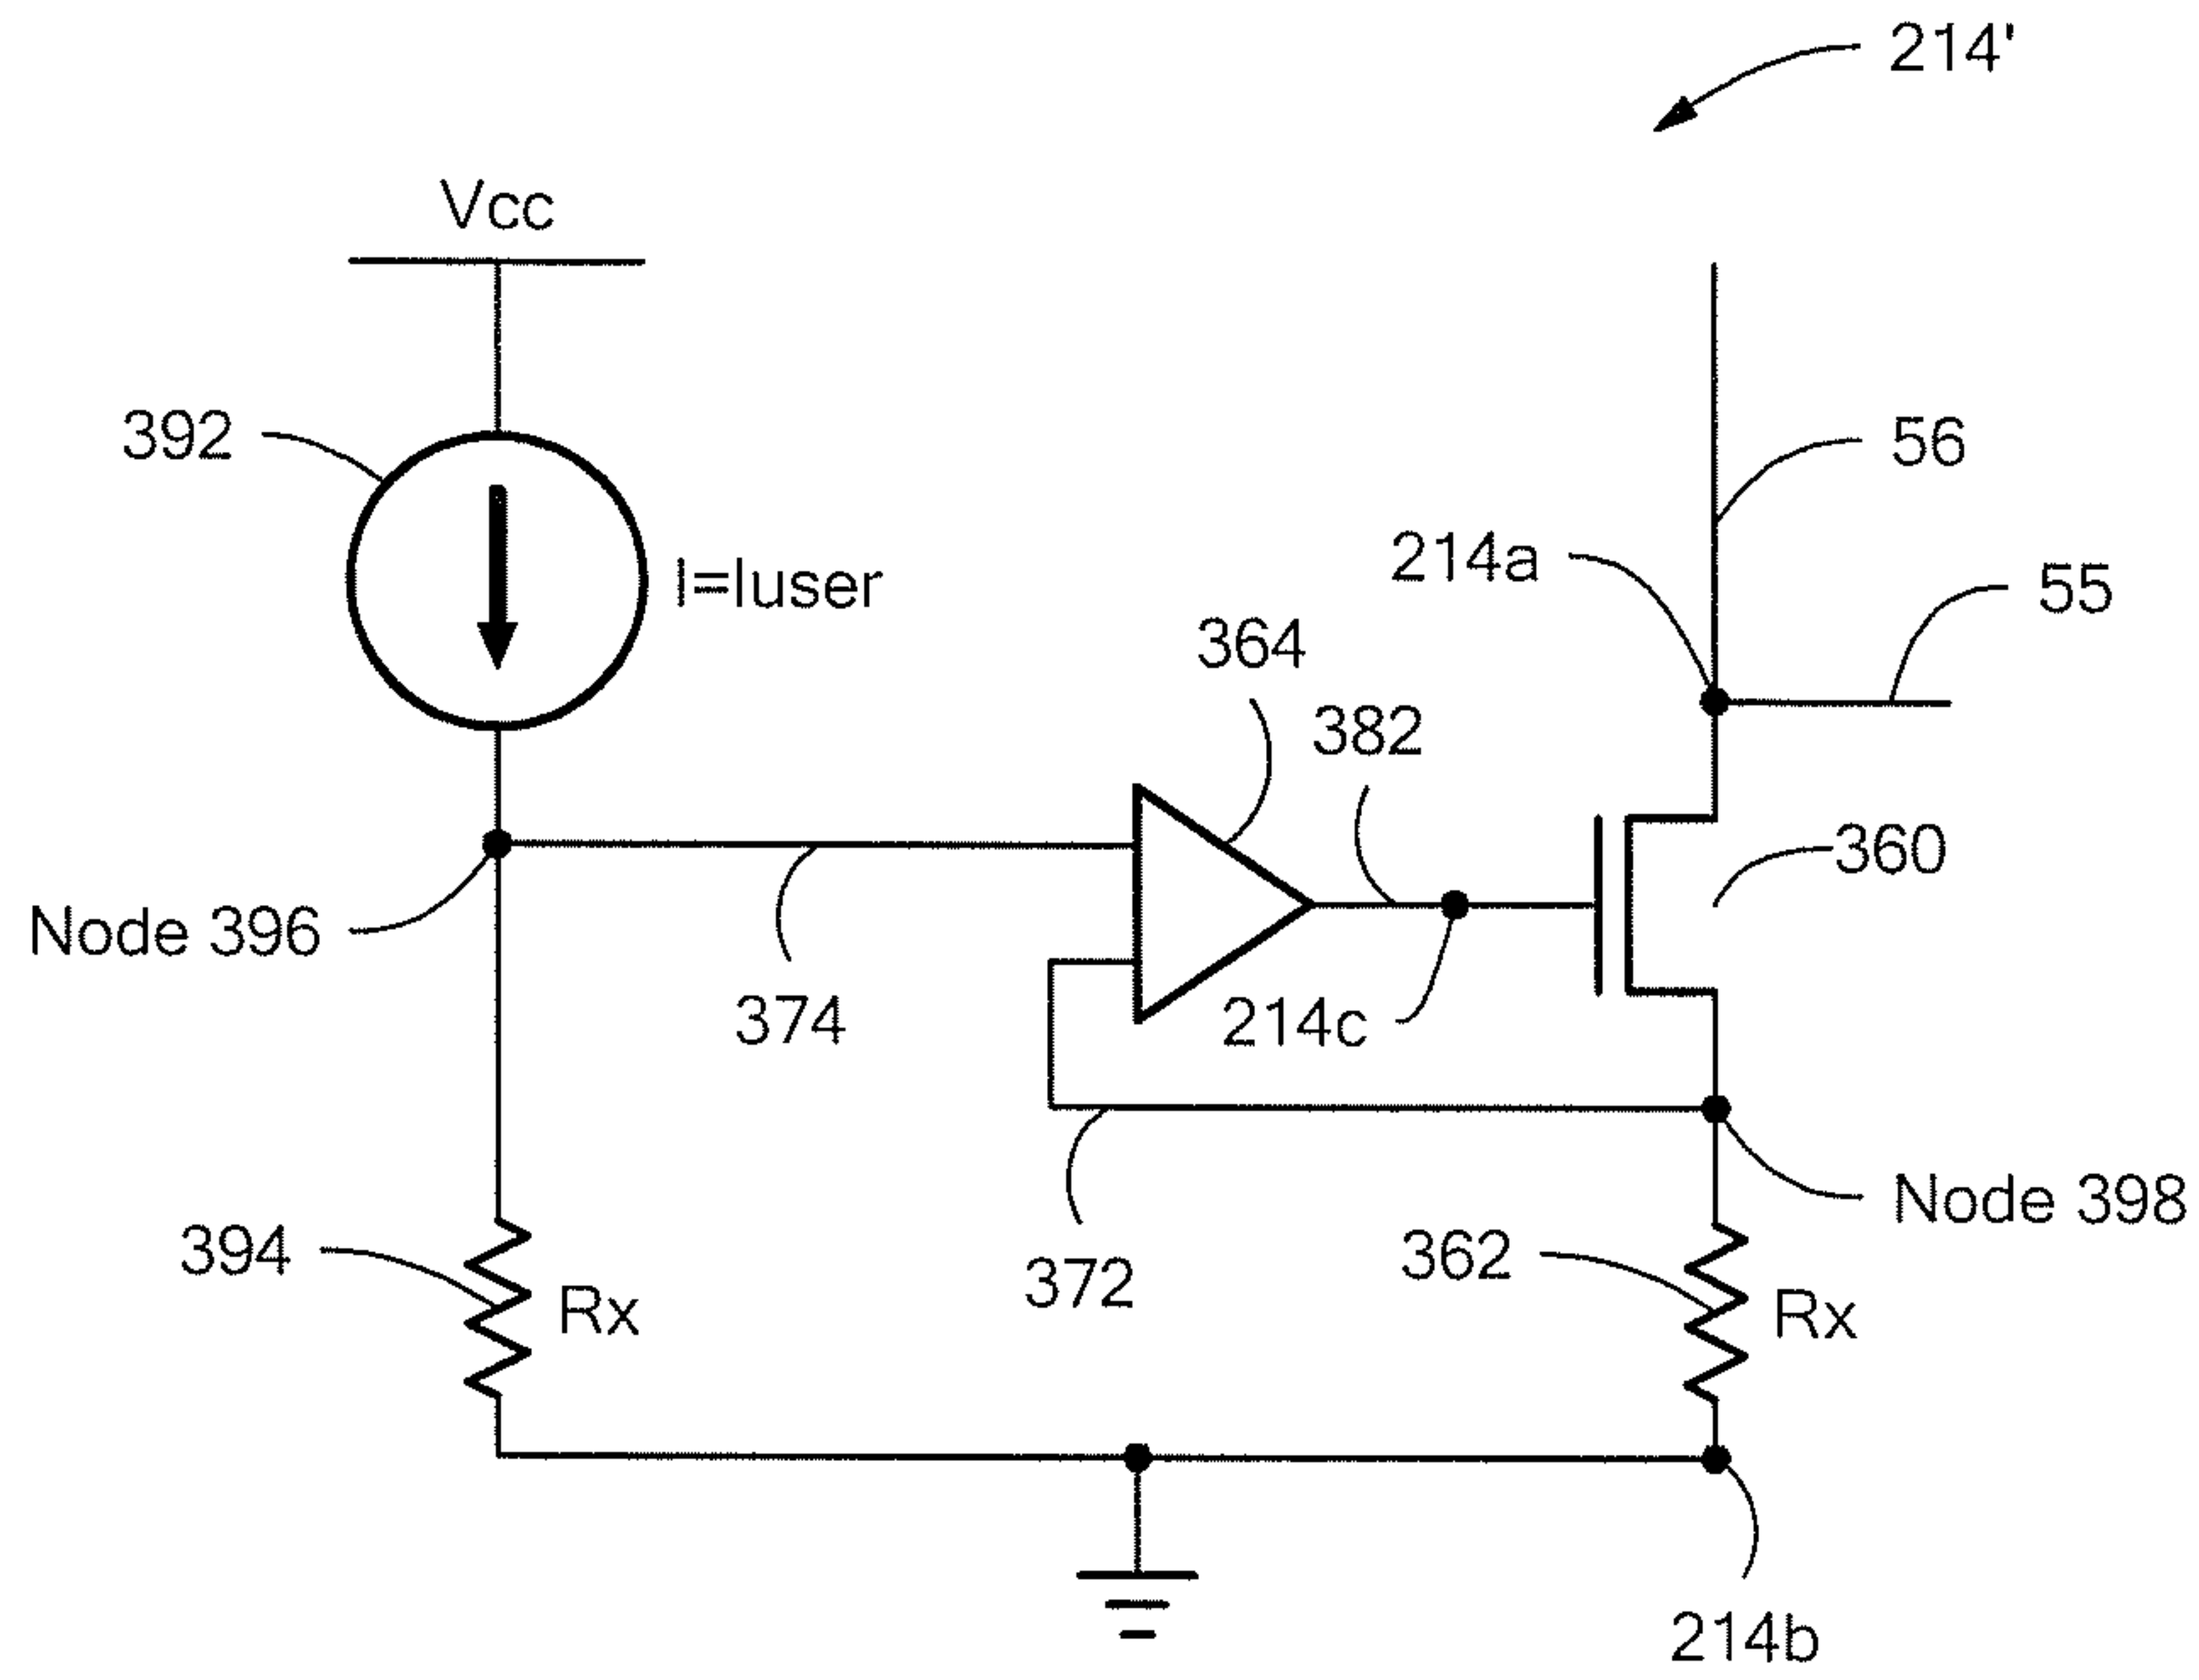 214'
Vcc
392
56
214a
I=Iuser
55
364
382
360
Node 396
374
214c
Node 398
394
362
372
Rx
Rx
214b